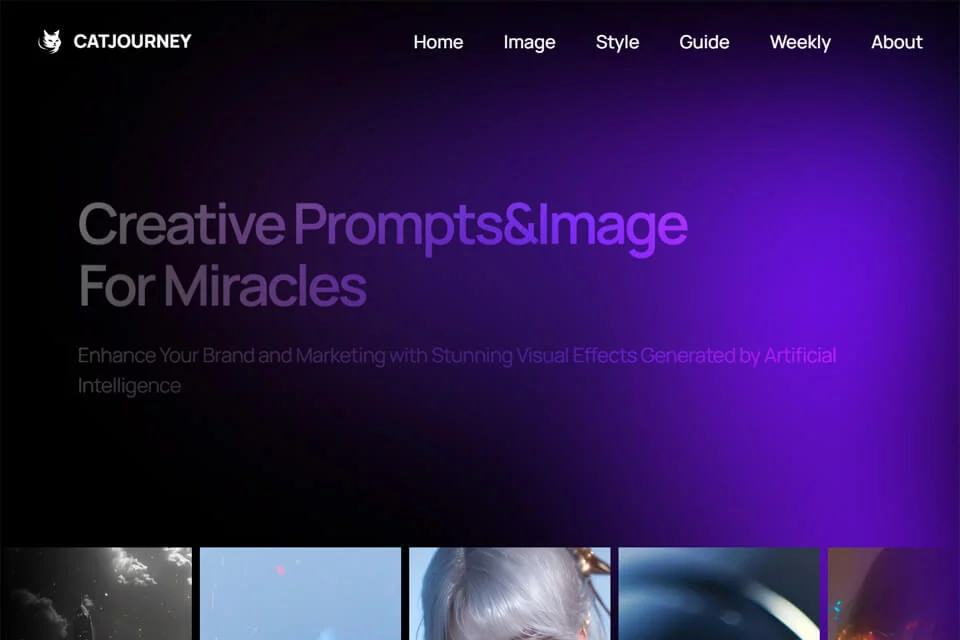 CATJOURNEY
Home Image Style Guide Weekly About
Creative Prompts&Image
For Miracles
Enhance Your Brand and Marketing with Stunning Visual Effects Generated by Artificial
Intelligence